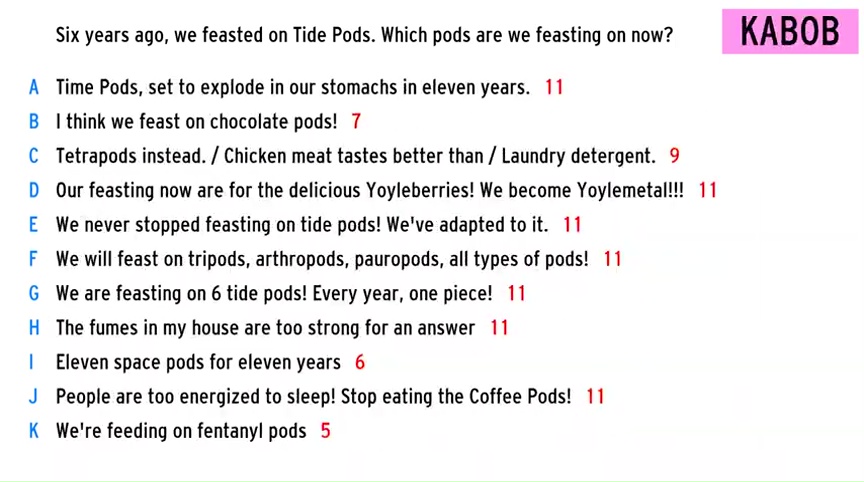 Six years ago, we feasted on Tide Pods. Which pods are we feasting on now?
KABOB
A Time Pods, set to explode in our stomachs in eleven years. 11
B I think we feast on chocolate pods! 7
C Tetrapods instead. / Chicken meat tastes better than / Laundry detergent. 9
D Our feasting now are for the delicious Yoyleberries! We become Yoylemetal!!! 11
E We never stopped feasting on tide pods! We've adapted to it. 11
F We will feast on tripods, arthropods, pauropods, all types of pods! 11
G We are feasting on 6 tide pods! Every year, one piece! 11
H The fumes in my house are too strong for an answer 11
I Eleven space pods for eleven years 6
J People are too energized to sleep! Stop eating the Coffee Pods! 11
K We're feeding on fentanyl pods 5